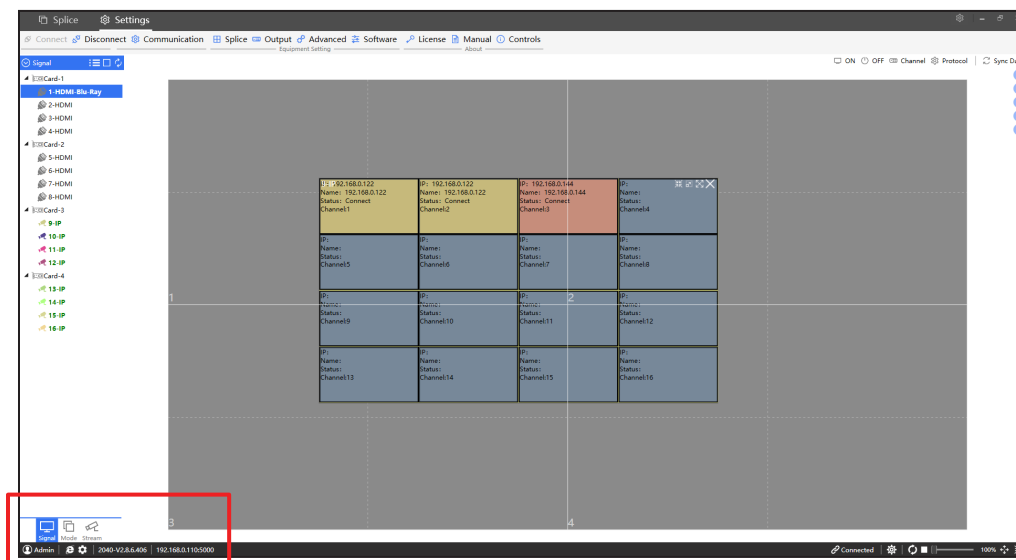 Splice Settings
Connect Disconnect Communication Splice Output Advanced Software License Manual Controls
Equipment Setting About
Signal
ON OFF Channel Protocol Sync Da
Card-1
1-HDMI-Blu-Ray
2-HDMI
3-HDMI
4-HDMI
Card-2
5-HDMI
6-HDMI
7-HDMI
8-HDMI
Card-3
9-IP
10-IP
11-IP
12-IP
Card-4
13-IP
14-IP
15-IP
16-IP
IP: 192.168.0.122
Name: 192.168.0.122
Status: Connect
Channel:1
IP: 192.168.0.122
Name: 192.168.0.122
Status: Connect
Channel:2
IP: 192.168.0.144
Name: 192.168.0.144
Status: Connect
Channel:3
IP:
Name:
Status:
Channel:4
IP:
Name:
Status:
Channel:5
IP:
Name:
Status:
Channel:6
IP:
Name:
Status:
Channel:7
IP:
Name:
Status:
Channel:8
1
2
IP:
Name:
Status:
Channel:9
IP:
Name:
Status:
Channel:10
IP:
Name:
Status:
Channel:11
IP:
Name:
Status:
Channel:12
IP:
Name:
Status:
Channel:13
IP:
Name:
Status:
Channel:14
IP:
Name:
Status:
Channel:15
IP:
Name:
Status:
Channel:16
3
4
Signal Mode Stream
Admin 2040-V2.8.6.406 192.168.0.110:5000 Connected 100%